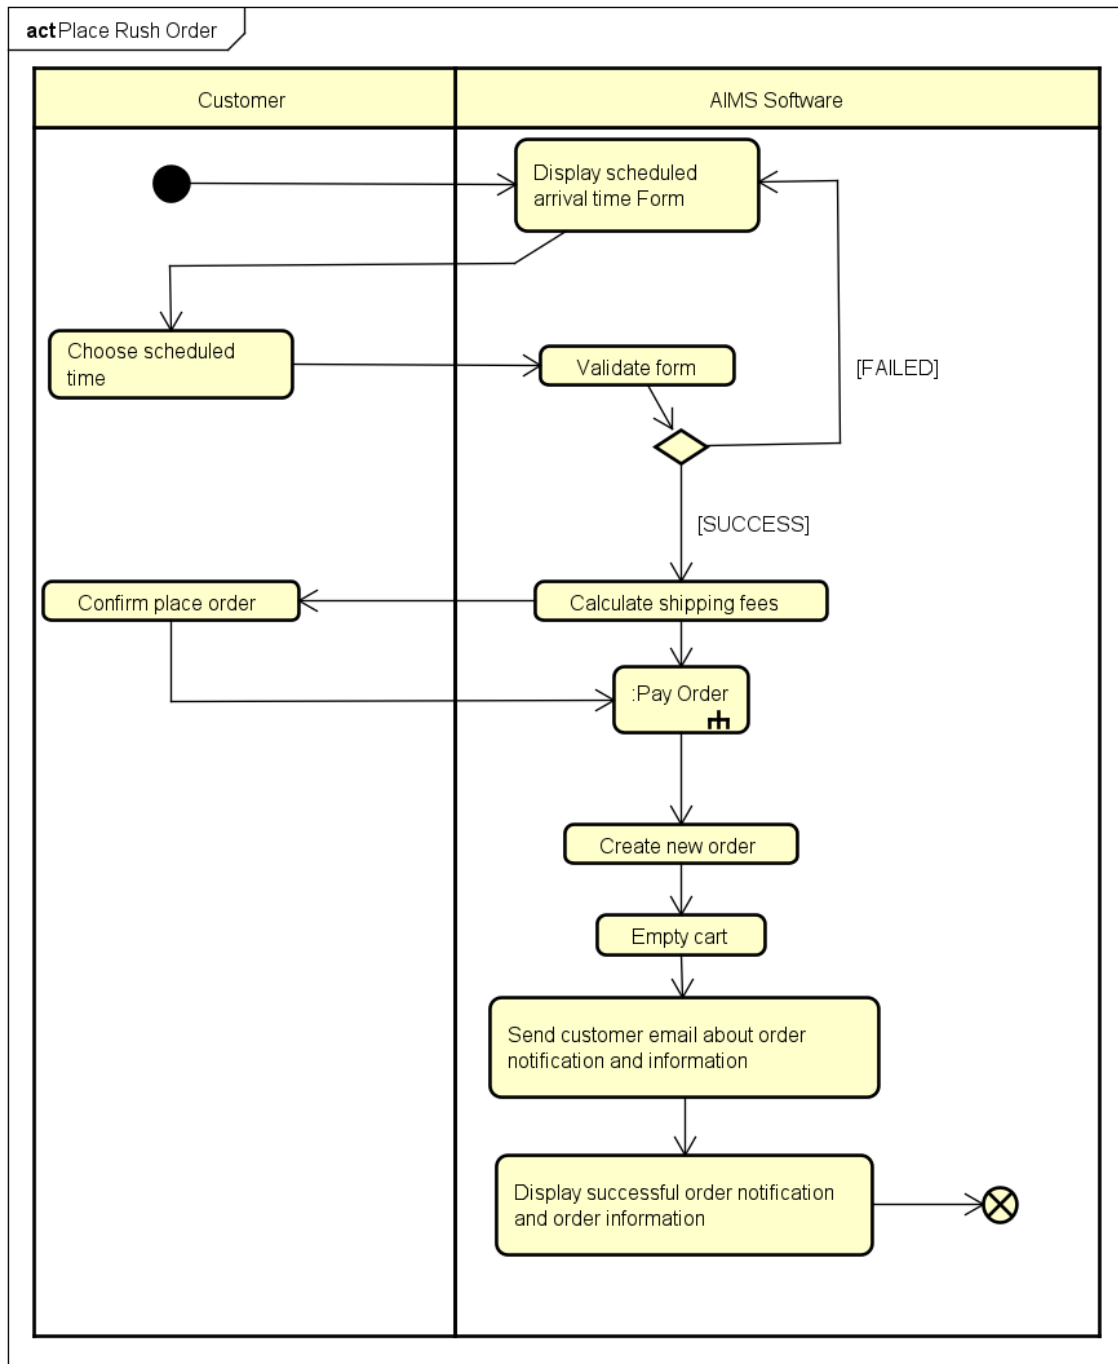 act Place Rush Order
Customer
AIMS Software
Display scheduled
arrival time Form
Choose scheduled
time
Validate form
[FAILED]
[SUCCESS]
Confirm place order
Calculate shipping fees
:Pay Order
Create new order
Empty cart
Send customer email about order
notification and information
Display successful order notification
and order information